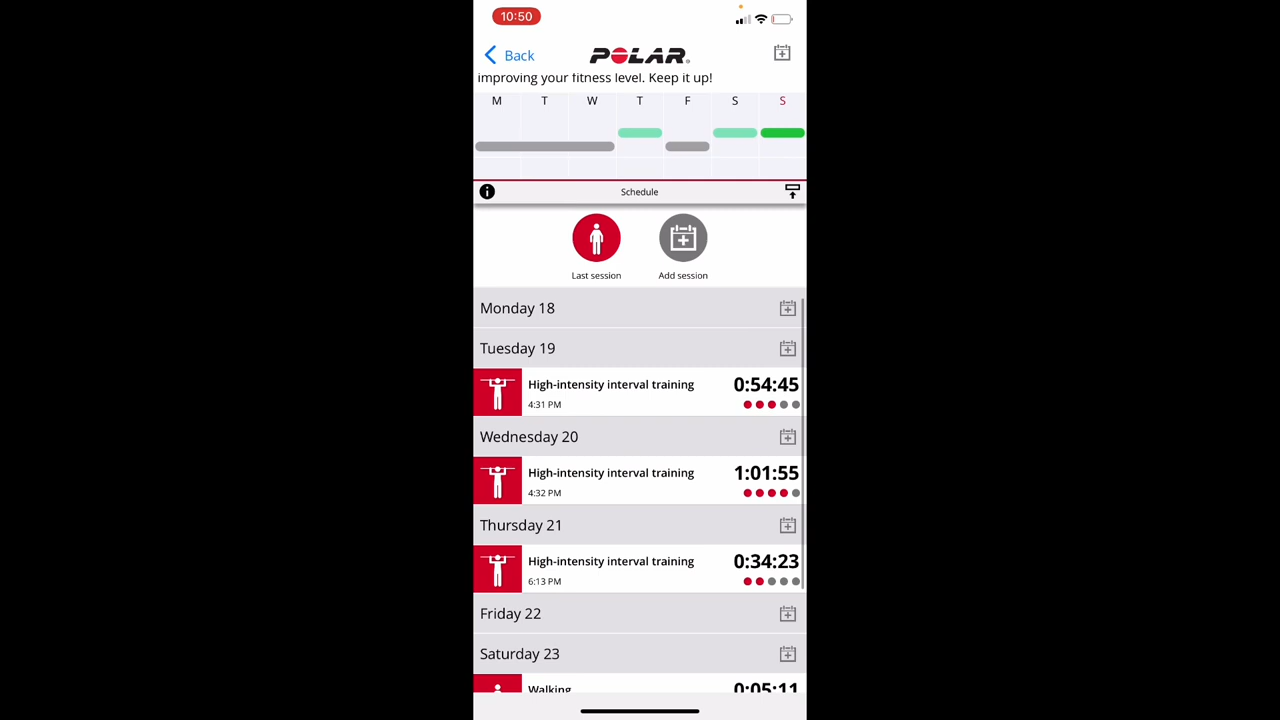 10:50
Back
POLAR
improving your fitness level. Keep it up!
M T W T F S S
Schedule
Last session
Add session
Monday 18
Tuesday 19
High-intensity interval training
0:54:45
4:31 PM
Wednesday 20
High-intensity interval training
1:01:55
4:32 PM
Thursday 21
High-intensity interval training
0:34:23
6:13 PM
Friday 22
Saturday 23
Walking
0:05:11